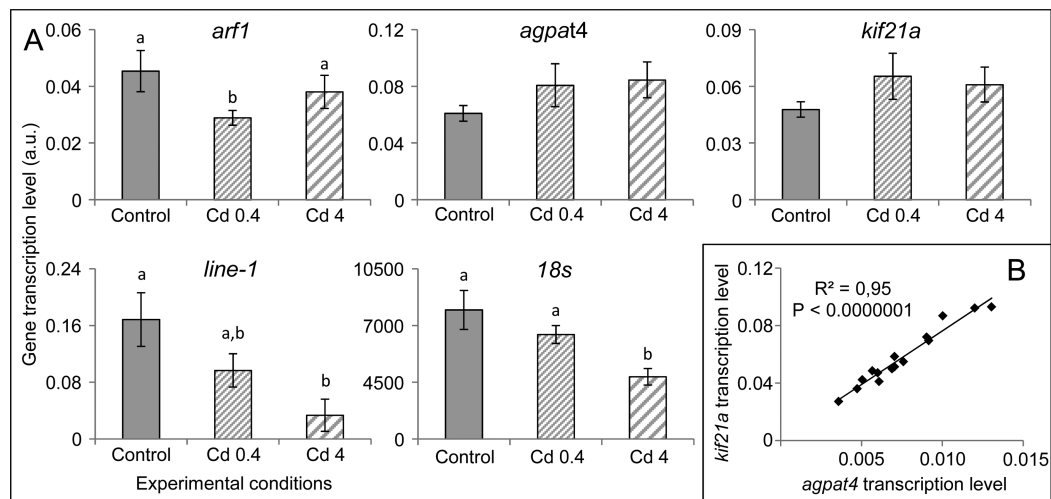 A
Gene transcription level (a.u.)
arf1
0.06
0.04
0.02
0
a
b
a
Control
Cd 0.4
Cd 4
agpat4
0.12
0.08
0.04
0
Control
Cd 0.4
Cd 4
kif21a
0.09
0.06
0.03
0
Control
Cd 0.4
Cd 4
line-1
0.24
0.16
0.08
0
a
a,b
b
Control
Cd 0.4
Cd 4
18s
10500
7000
4500
0
a
a
b
Control
Cd 0.4
Cd 4
Experimental conditions
B
R² = 0,95
P < 0.0000001
kif21a transcription level
0.12
0.08
0.04
0
0.005
0.010
0.015
agpat4 transcription level